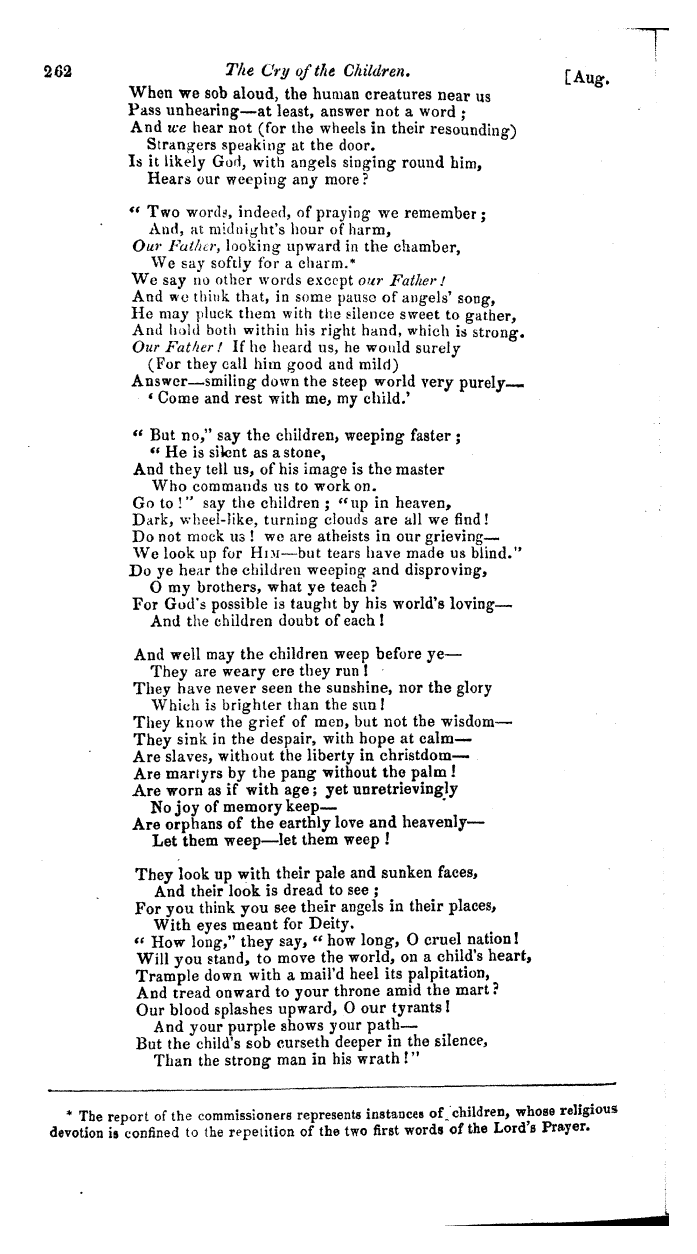 262 The Cry of the Children. [Aug.
When we sob aloud, the human creatures near us
Pass unhearing—at least, answer not a word ;
And we hear not (for the wheels in their resounding)
Strangers speaking at the door.
Is it likely God, with angels singing round him,
Hears our weeping any more ?
“ Two words, indeed, of praying we remember ;
And, at midnight's hour of harm,
Our Father, looking upward in the chamber,
We say softly for a charm.*
We say no other words except our Father !
And we think that, in some pause of angels' song,
He may pluck them with the silence sweet to gather,
And hold both within his right hand, which is strong.
Our Father ! If he heard us, he would surely
(For they call him good and mild)
Answer—smiling down the steep world very purely—
‘ Come and rest with me, my child.’
“ But no,” say the children, weeping faster ;
“ He is silent as a stone,
And they tell us, of his image is the master
Who commands us to work on.
Go to !” say the children ; “up in heaven,
Dark, wheel-like, turning clouds are all we find !
Do not mock us ! we are atheists in our grieving—
We look up for HIM—but tears have made us blind.”
Do ye hear the children weeping and disproving,
O my brothers, what ye teach ?
For God's possible is taught by his world's loving—
And the children doubt of each !
And well may the children weep before ye—
They are weary ere they run !
They have never seen the sunshine, nor the glory
Which is brighter than the sun !
They know the grief of men, but not the wisdom—
They sink in the despair, with hope at calm—
Are slaves, without the liberty in christdom—
Are martyrs by the pang without the palm !
Are worn as if with age ; yet unretrievingly
No joy of memory keep—
Are orphans of the earthly love and heavenly—
Let them weep—let them weep !
They look up with their pale and sunken faces,
And their look is dread to see ;
For you think you see their angels in their places,
With eyes meant for Deity.
“ How long,” they say, “ how long, O cruel nation !
Will you stand, to move the world, on a child's heart,
Trample down with a mail'd heel its palpitation,
And tread onward to your throne amid the mart ?
Our blood splashes upward, O our tyrants !
And your purple shows your path—
But the child's sob curseth deeper in the silence,
Than the strong man in his wrath !”
* The report of the commissioners represents instances of children, whose religious
devotion is confined to the repetition of the two first words of the Lord's Prayer.